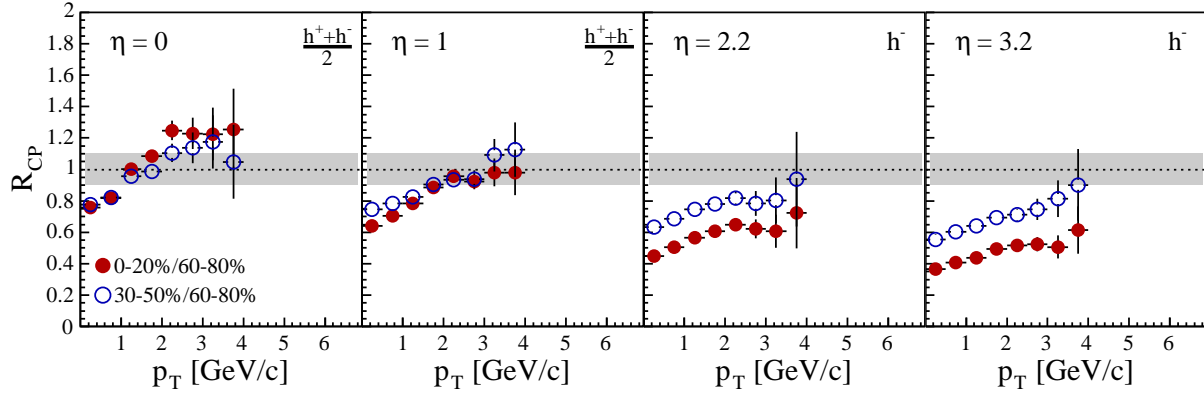 R_CP
2
1.8
1.6
1.4
1.2
1
0.8
0.6
0.4
0.2
0
η = 0
h⁺+h⁻
2
0-20%/60-80%
30-50%/60-80%
1 2 3 4 5 6
p_T [GeV/c]
η = 1
h⁺+h⁻
2
1 2 3 4 5 6
p_T [GeV/c]
η = 2.2 h⁻
1 2 3 4 5 6
p_T [GeV/c]
η = 3.2 h⁻
1 2 3 4 5 6
p_T [GeV/c]